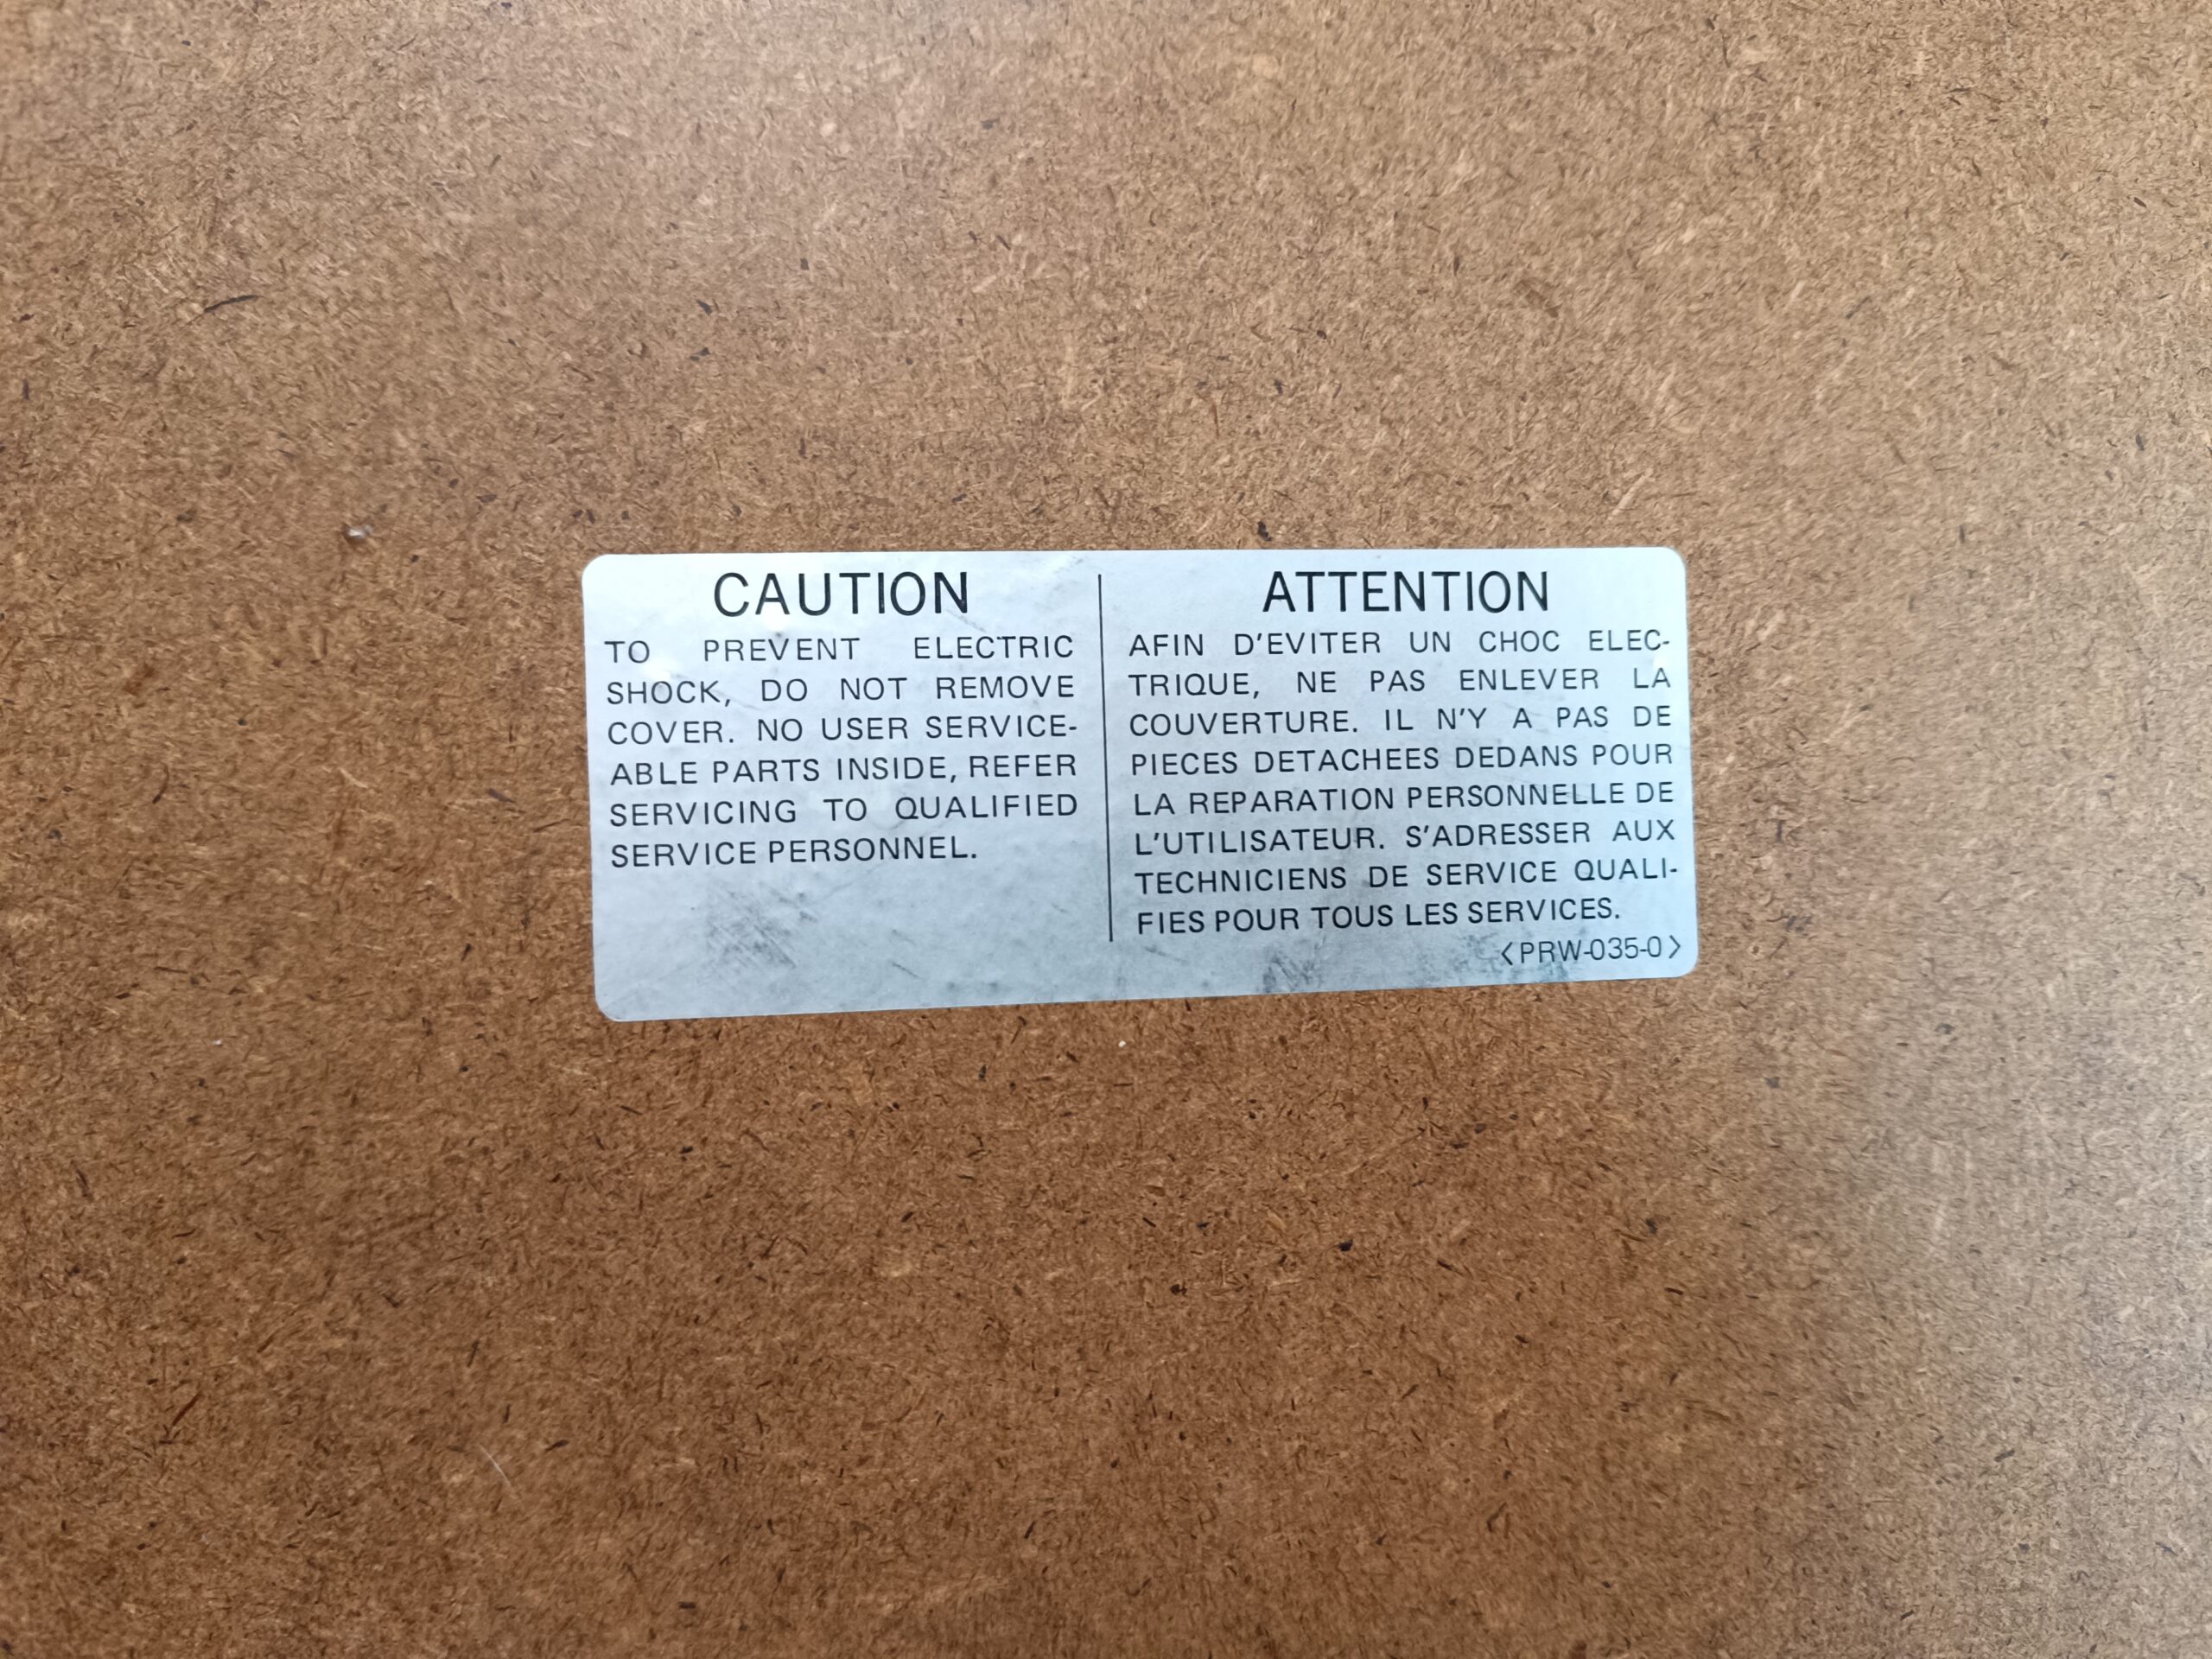 CAUTION
TO PREVENT ELECTRIC
SHOCK, DO NOT REMOVE
COVER. NO USER SERVICE-
ABLE PARTS INSIDE, REFER
SERVICING TO QUALIFIED
SERVICE PERSONNEL.
ATTENTION
AFIN D'EVITER UN CHOC ELEC-
TRIQUE, NE PAS ENLEVER LA
COUVERTURE. IL N'Y A PAS DE
PIECES DETACHEES DEDANS POUR
LA REPARATION PERSONNELLE DE
L'UTILISATEUR. S'ADRESSER AUX
TECHNICIENS DE SERVICE QUALI-
FIES POUR TOUS LES SERVICES.
<PRW-035-0>